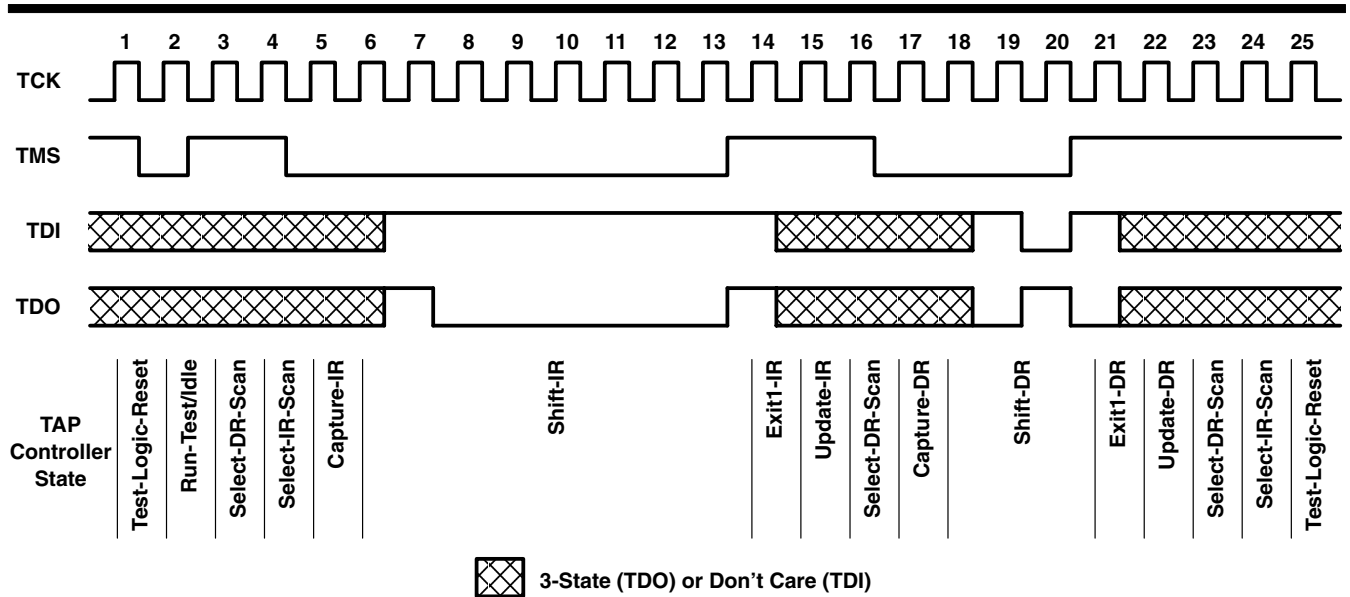 1 2 3 4 5 6 7 8 9 10 11 12 13 14 15 16 17 18 19 20 21 22 23 24 25
TCK
TMS
TDI
TDO
TAP
Controller
State
Test-Logic-Reset
Run-Test/Idle
Select-DR-Scan
Select-IR-Scan
Capture-IR
Shift-IR
Exit1-IR
Update-IR
Select-DR-Scan
Capture-DR
Shift-DR
Exit1-DR
Update-DR
Select-DR-Scan
Select-IR-Scan
Test-Logic-Reset
3-State (TDO) or Don’t Care (TDI)